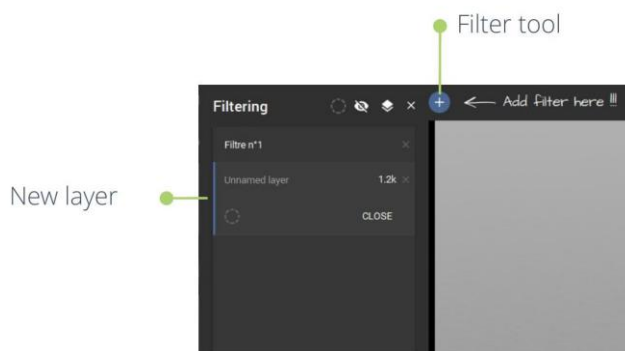 Filter tool
Filtering
Add filter here !!!
Filtre n°1
New layer
Unnamed layer 1.2k
CLOSE